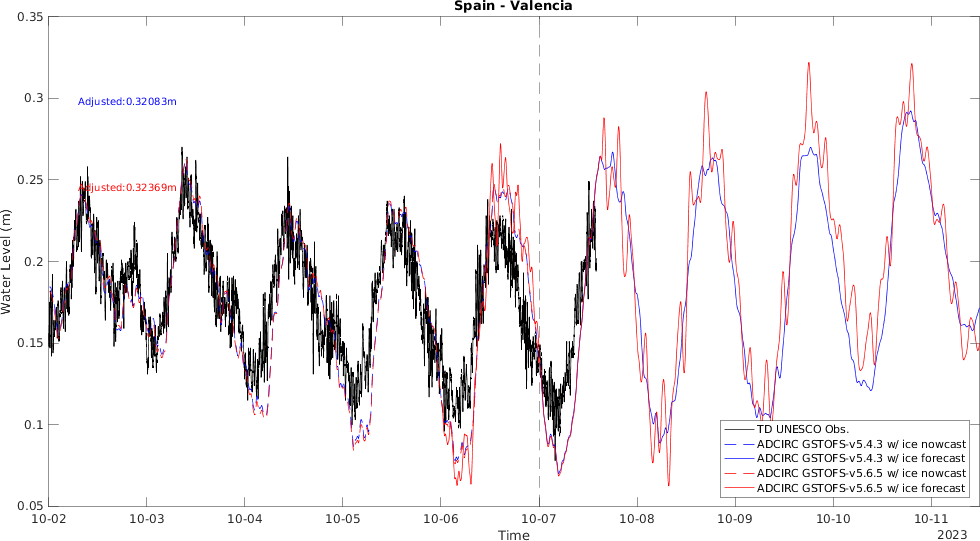 Spain - Valencia
0.35
0.3
0.25
0.2
0.15
0.1
0.05
Water Level (m)
Adjusted:0.32083m
Adjusted:0.32369m
TD UNESCO Obs.
ADCIRC GSTOFS-v5.4.3 w/ ice nowcast
ADCIRC GSTOFS-v5.4.3 w/ ice forecast
ADCIRC GSTOFS-v5.6.5 w/ ice nowcast
ADCIRC GSTOFS-v5.6.5 w/ ice forecast
10-02 10-03 10-04 10-05 10-06 10-07 10-08 10-09 10-10 10-11
Time
2023